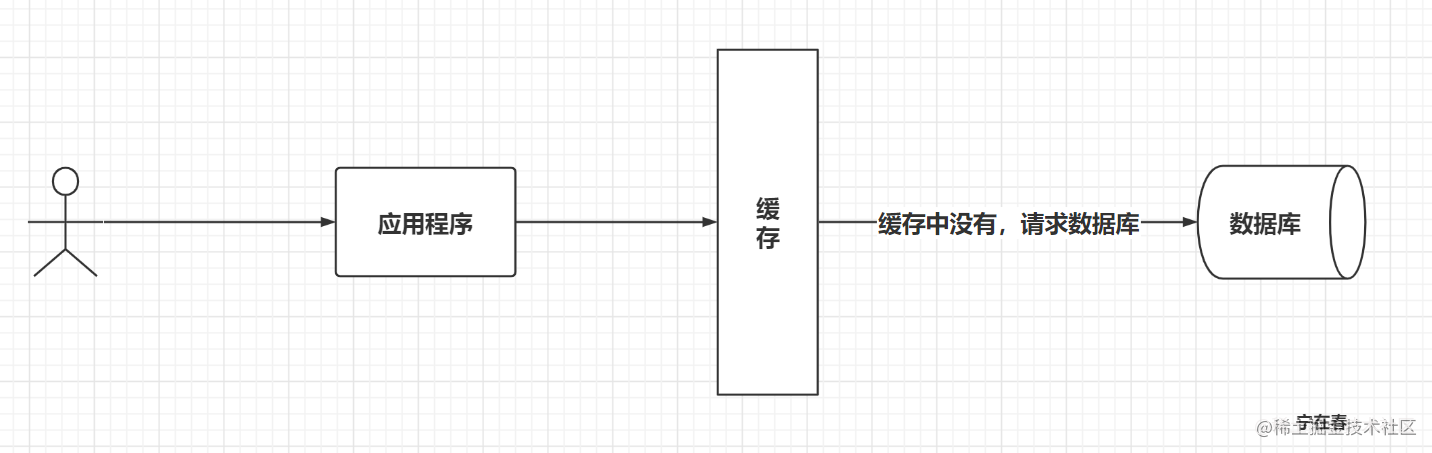 应用程序
缓
存
缓存中没有，请求数据库
数据库
宁在春
@稀土掘金技术社区